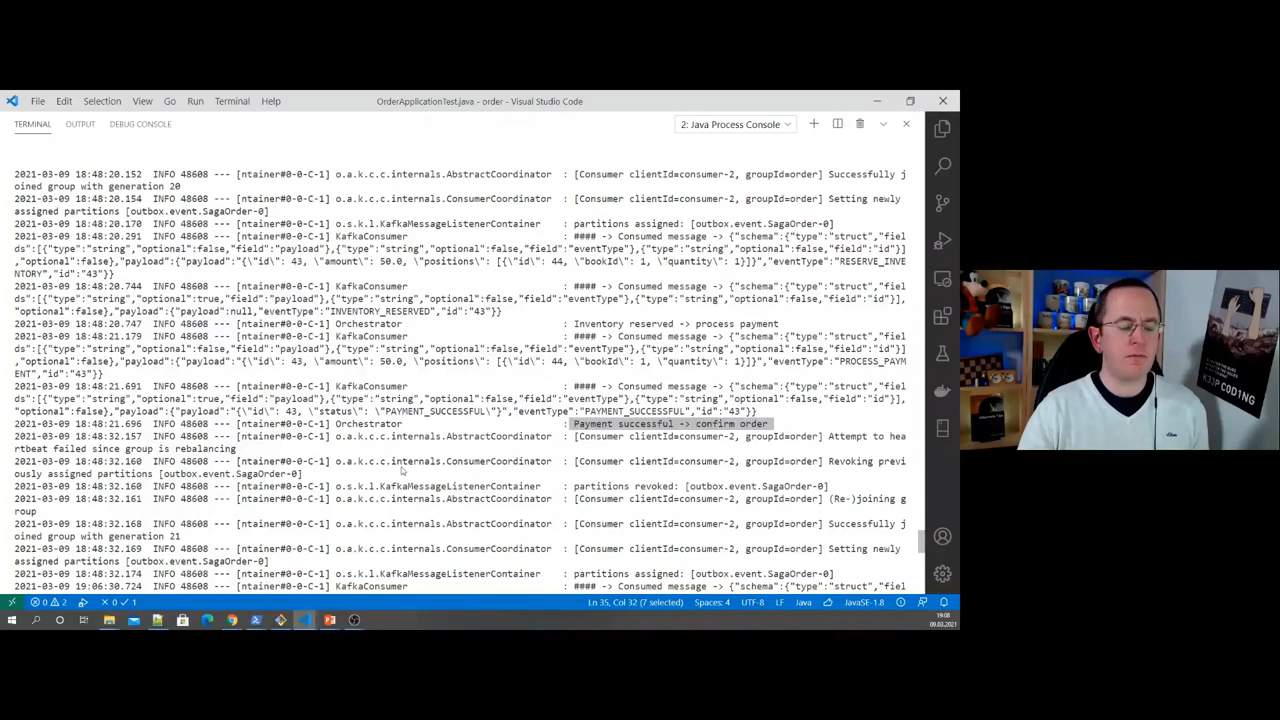 File Edit Selection View Go Run Terminal Help OrderApplicationTest.java - order - Visual Studio Code
TERMINAL OUTPUT DEBUG CONSOLE 2: Java Process Console
2021-03-09 18:48:20.152 INFO 48608 --- [ntainer#0-0-C-1] o.a.k.c.c.internals.AbstractCoordinator : [Consumer clientId=consumer-2, groupId=order] Successfully j
oined group with generation 20
2021-03-09 18:48:20.154 INFO 48608 --- [ntainer#0-0-C-1] o.a.k.c.c.internals.ConsumerCoordinator : [Consumer clientId=consumer-2, groupId=order] Setting newly
assigned partitions [outbox.event.SagaOrder-0]
2021-03-09 18:48:20.170 INFO 48608 --- [ntainer#0-0-C-1] o.s.k.l.KafkaMessageListenerContainer : partitions assigned: [outbox.event.SagaOrder-0]
2021-03-09 18:48:20.291 INFO 48608 --- [ntainer#0-0-C-1] KafkaConsumer : #### -> Consumed message -> {"schema":{"type":"struct","fiel
ds":[{"type":"string","optional":false,"field":"payload"},{"type":"string","optional":false,"field":"eventType"},{"type":"string","optional":false,"field":"id"}]
,"optional":false},"payload":{"payload":"{\"id\": 43, \"amount\": 50.0, \"positions\": [{\"id\": 44, \"bookId\": 1, \"quantity\": 1}]}","eventType":"RESERVE_INVE
NTORY","id":"43"}}
2021-03-09 18:48:20.744 INFO 48608 --- [ntainer#0-0-C-1] KafkaConsumer : #### -> Consumed message -> {"schema":{"type":"struct","fiel
ds":[{"type":"string","optional":true,"field":"payload"},{"type":"string","optional":false,"field":"eventType"},{"type":"string","optional":false,"field":"id"}],
"optional":false},"payload":{"payload":null,"eventType":"INVENTORY_RESERVED","id":"43"}}
2021-03-09 18:48:20.747 INFO 48608 --- [ntainer#0-0-C-1] Orchestrator : Inventory reserved -> process payment
2021-03-09 18:48:21.179 INFO 48608 --- [ntainer#0-0-C-1] KafkaConsumer : #### -> Consumed message -> {"schema":{"type":"struct","fiel
ds":[{"type":"string","optional":false,"field":"payload"},{"type":"string","optional":false,"field":"eventType"},{"type":"string","optional":false,"field":"id"}]
,"optional":false},"payload":{"payload":"{\"id\": 43, \"amount\": 50.0, \"positions\": [{\"id\": 44, \"bookId\": 1, \"quantity\": 1}]}","eventType":"PROCESS_PAYM
ENT","id":"43"}}
2021-03-09 18:48:21.691 INFO 48608 --- [ntainer#0-0-C-1] KafkaConsumer : #### -> Consumed message -> {"schema":{"type":"struct","fiel
ds":[{"type":"string","optional":true,"field":"payload"},{"type":"string","optional":false,"field":"eventType"},{"type":"string","optional":false,"field":"id"}],
"optional":false},"payload":{"payload":"{\"id\": 43, \"status\": \"PAYMENT_SUCCESSFUL\"}","eventType":"PAYMENT_SUCCESSFUL","id":"43"}}
2021-03-09 18:48:21.696 INFO 48608 --- [ntainer#0-0-C-1] Orchestrator : Payment successful -> confirm order
2021-03-09 18:48:32.157 INFO 48608 --- [ntainer#0-0-C-1] o.a.k.c.c.internals.AbstractCoordinator : [Consumer clientId=consumer-2, groupId=order] Attempt to hea
rtbeat failed since group is rebalancing
2021-03-09 18:48:32.160 INFO 48608 --- [ntainer#0-0-C-1] o.a.k.c.c.internals.ConsumerCoordinator : [Consumer clientId=consumer-2, groupId=order] Revoking previ
ously assigned partitions [outbox.event.SagaOrder-0]
2021-03-09 18:48:32.160 INFO 48608 --- [ntainer#0-0-C-1] o.s.k.l.KafkaMessageListenerContainer : partitions revoked: [outbox.event.SagaOrder-0]
2021-03-09 18:48:32.161 INFO 48608 --- [ntainer#0-0-C-1] o.a.k.c.c.internals.AbstractCoordinator : [Consumer clientId=consumer-2, groupId=order] (Re-)joining g
roup
2021-03-09 18:48:32.168 INFO 48608 --- [ntainer#0-0-C-1] o.a.k.c.c.internals.AbstractCoordinator : [Consumer clientId=consumer-2, groupId=order] Successfully j
oined group with generation 21
2021-03-09 18:48:32.169 INFO 48608 --- [ntainer#0-0-C-1] o.a.k.c.c.internals.ConsumerCoordinator : [Consumer clientId=consumer-2, groupId=order] Setting newly
assigned partitions [outbox.event.SagaOrder-0]
2021-03-09 18:48:32.174 INFO 48608 --- [ntainer#0-0-C-1] o.s.k.l.KafkaMessageListenerContainer : partitions assigned: [outbox.event.SagaOrder-0]
2021-03-09 19:06:30.724 INFO 48608 --- [ntainer#0-0-C-1] KafkaConsumer : #### -> Consumed message -> {"schema":{"type":"struct","fiel
0 2 0 1 Ln 35, Col 32 (7 selected) Spaces: 4 UTF-8 LF Java JavaSE-1.8
19:08
09.03.2021
K33P COD1NG